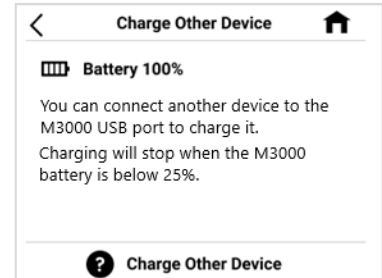 Charge Other Device
Battery 100%
You can connect another device to the
M3000 USB port to charge it.
Charging will stop when the M3000
battery is below 25%.
? Charge Other Device